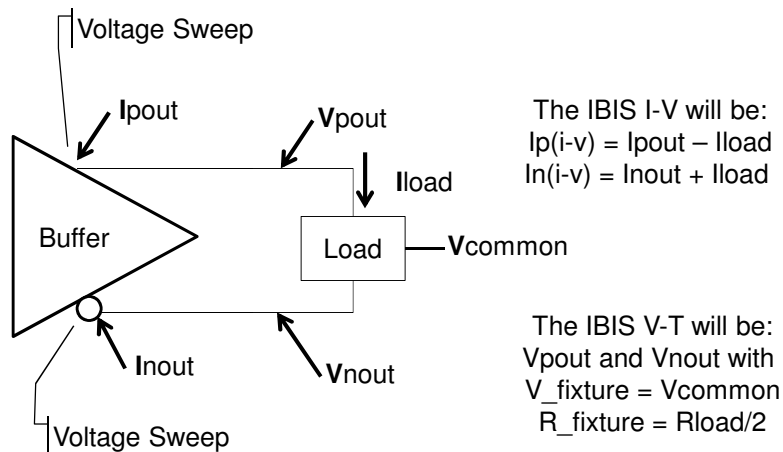 Voltage Sweep
Ipout
Vpout
Iload
Buffer
Load
Vcommon
Inout
Vnout
Voltage Sweep
The IBIS I-V will be:
Ip(i-v) = Ipout – Iload
In(i-v) = Inout + Iload
The IBIS V-T will be:
Vpout and Vnout with
V_fixture = Vcommon
R_fixture = Rload/2